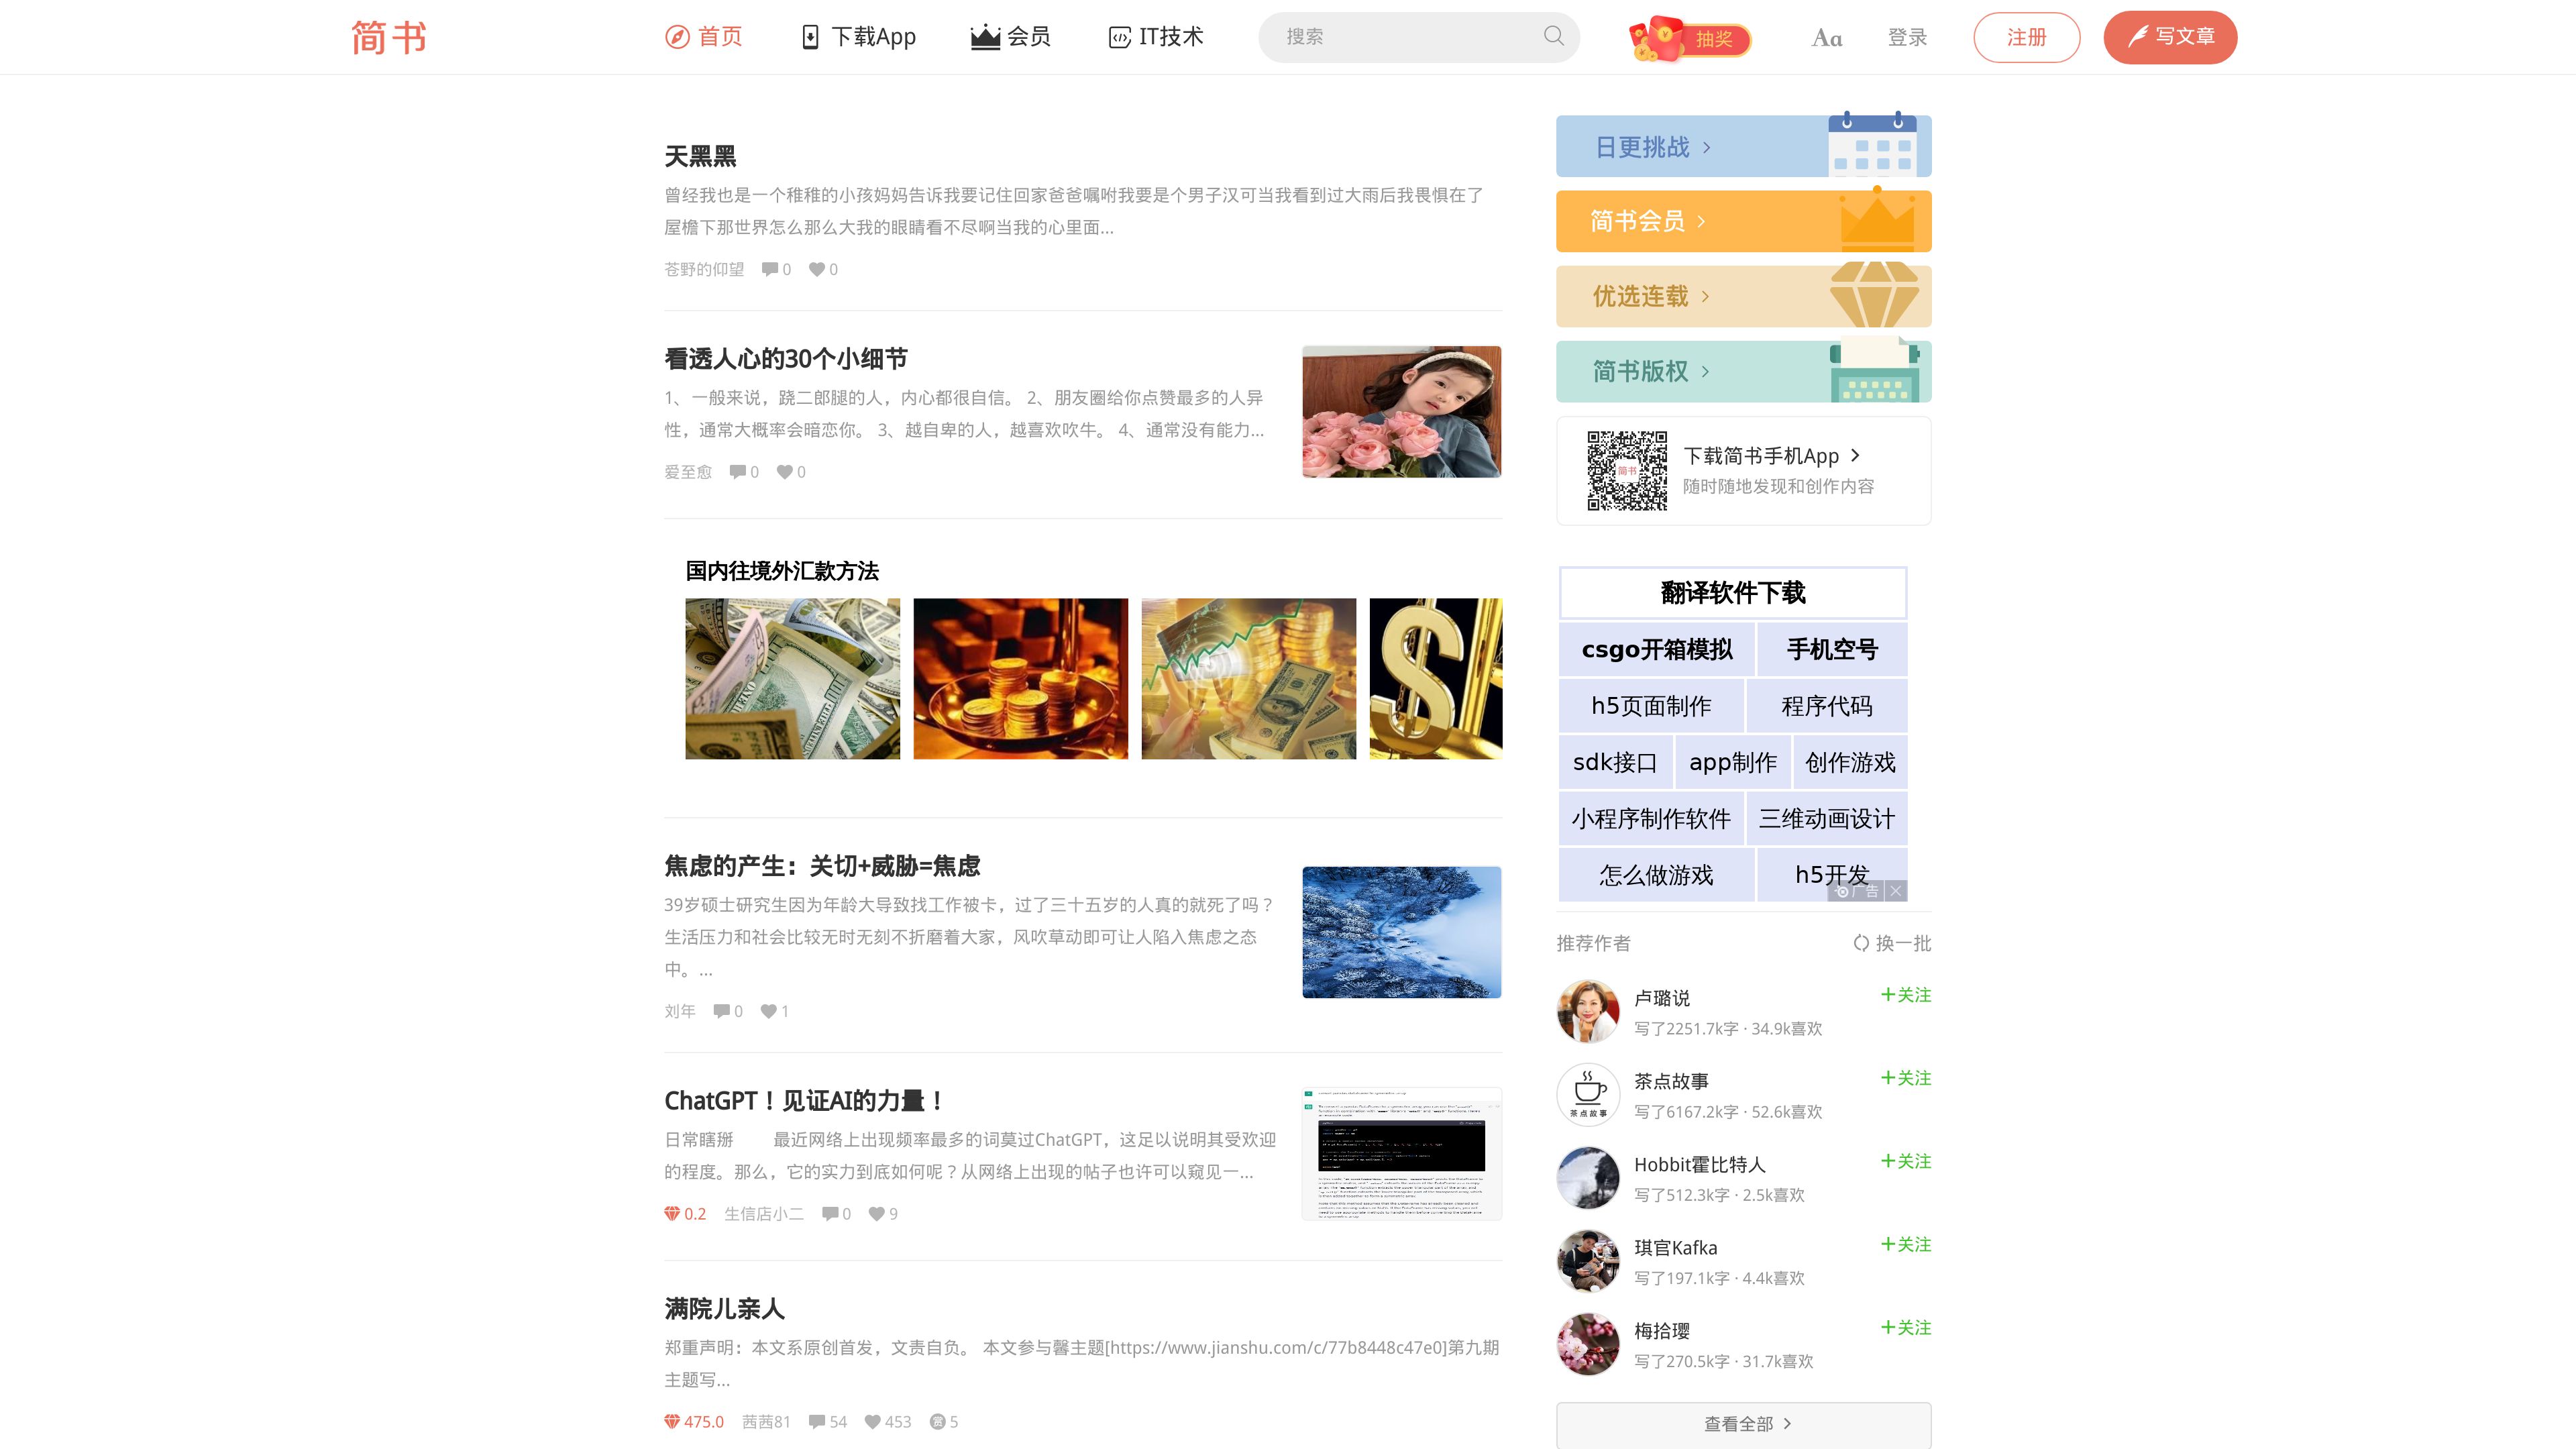 简书
首页 下载App 会员 IT技术 搜索 抽奖 Aa 登录 注册 写文章
天黑黑
曾经我也是一个稚稚的小孩妈妈告诉我要记住回家爸爸嘱咐我要是个男子汉可当我看到过大雨后我畏惧在了
屋檐下那世界怎么那么大我的眼睛看不尽啊当我的心里面...
苍野的仰望 0 0
看透人心的30个小细节
1、一般来说，跷二郎腿的人，内心都很自信。 2、朋友圈给你点赞最多的人异
性，通常大概率会暗恋你。 3、越自卑的人，越喜欢吹牛。 4、通常没有能力...
爱至愈 0 0
国内往境外汇款方法
焦虑的产生：关切+威胁=焦虑
39岁硕士研究生因为年龄大导致找工作被卡，过了三十五岁的人真的就死了吗？
生活压力和社会比较无时无刻不折磨着大家，风吹草动即可让人陷入焦虑之态
中。...
刘年 0 1
ChatGPT！见证AI的力量！
日常瞎掰 最近网络上出现频率最多的词莫过ChatGPT，这足以说明其受欢迎
的程度。那么，它的实力到底如何呢？从网络上出现的帖子也许可以窥见一...
0.2 生信店小二 0 9
满院儿亲人
郑重声明：本文系原创首发，文责自负。 本文参与馨主题[https://www.jianshu.com/c/77b8448c47e0]第九期
主题写...
475.0 茜茜81 54 453 赏 5
日更挑战
简书会员
优选连载
简书版权
简书
下载简书手机App
随时随地发现和创作内容
翻译软件下载
csgo开箱模拟 手机空号
h5页面制作 程序代码
sdk接口 app制作 创作游戏
小程序制作软件 三维动画设计
怎么做游戏 h5开发
广告
推荐作者 换一批
卢璐说 +关注
写了2251.7k字 · 34.9k喜欢
茶点故事 +关注
茶点故事
写了6167.2k字 · 52.6k喜欢
Hobbit霍比特人 +关注
写了512.3k字 · 2.5k喜欢
琪官Kafka +关注
写了197.1k字 · 4.4k喜欢
梅拾璎 +关注
写了270.5k字 · 31.7k喜欢
查看全部